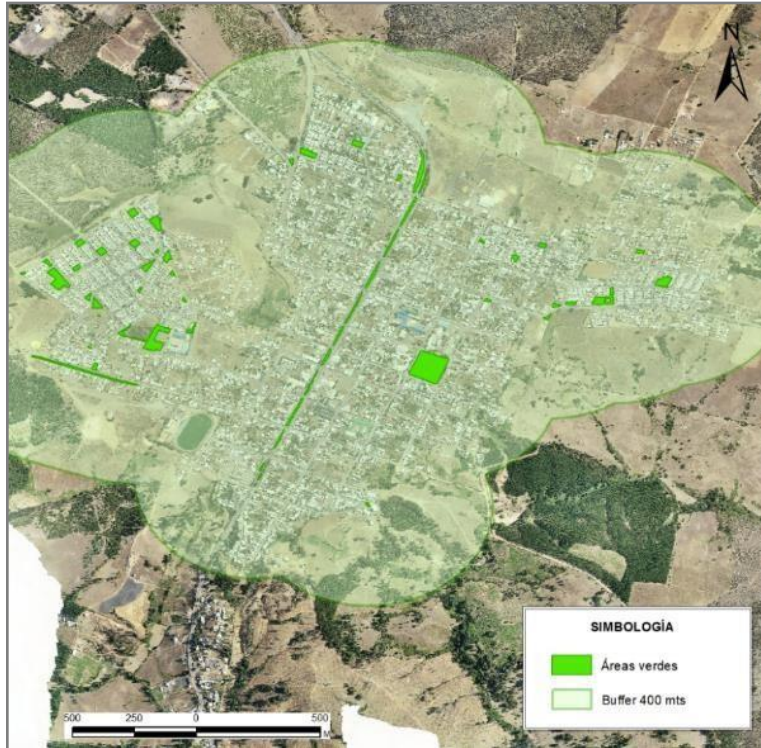 N
SIMBOLOGÍA
Áreas verdes
Buffer 400 mts
500 250 0 500
M